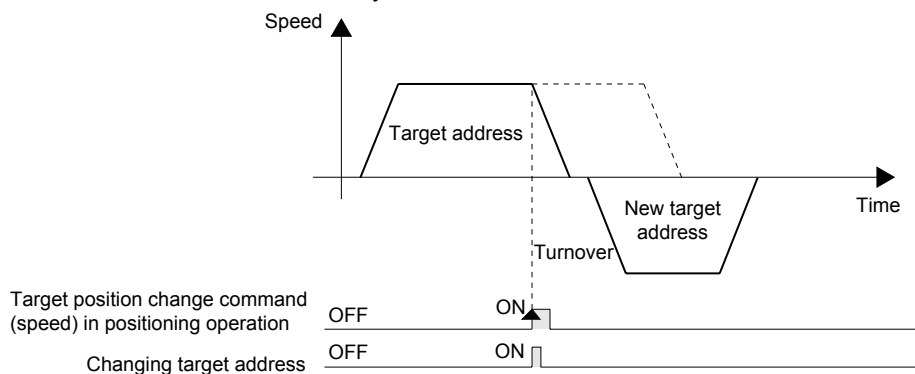 Speed
Target address
Time
New target
address
Turnover
Target position change command
(speed) in positioning operation
OFF
ON
Changing target address
OFF
ON